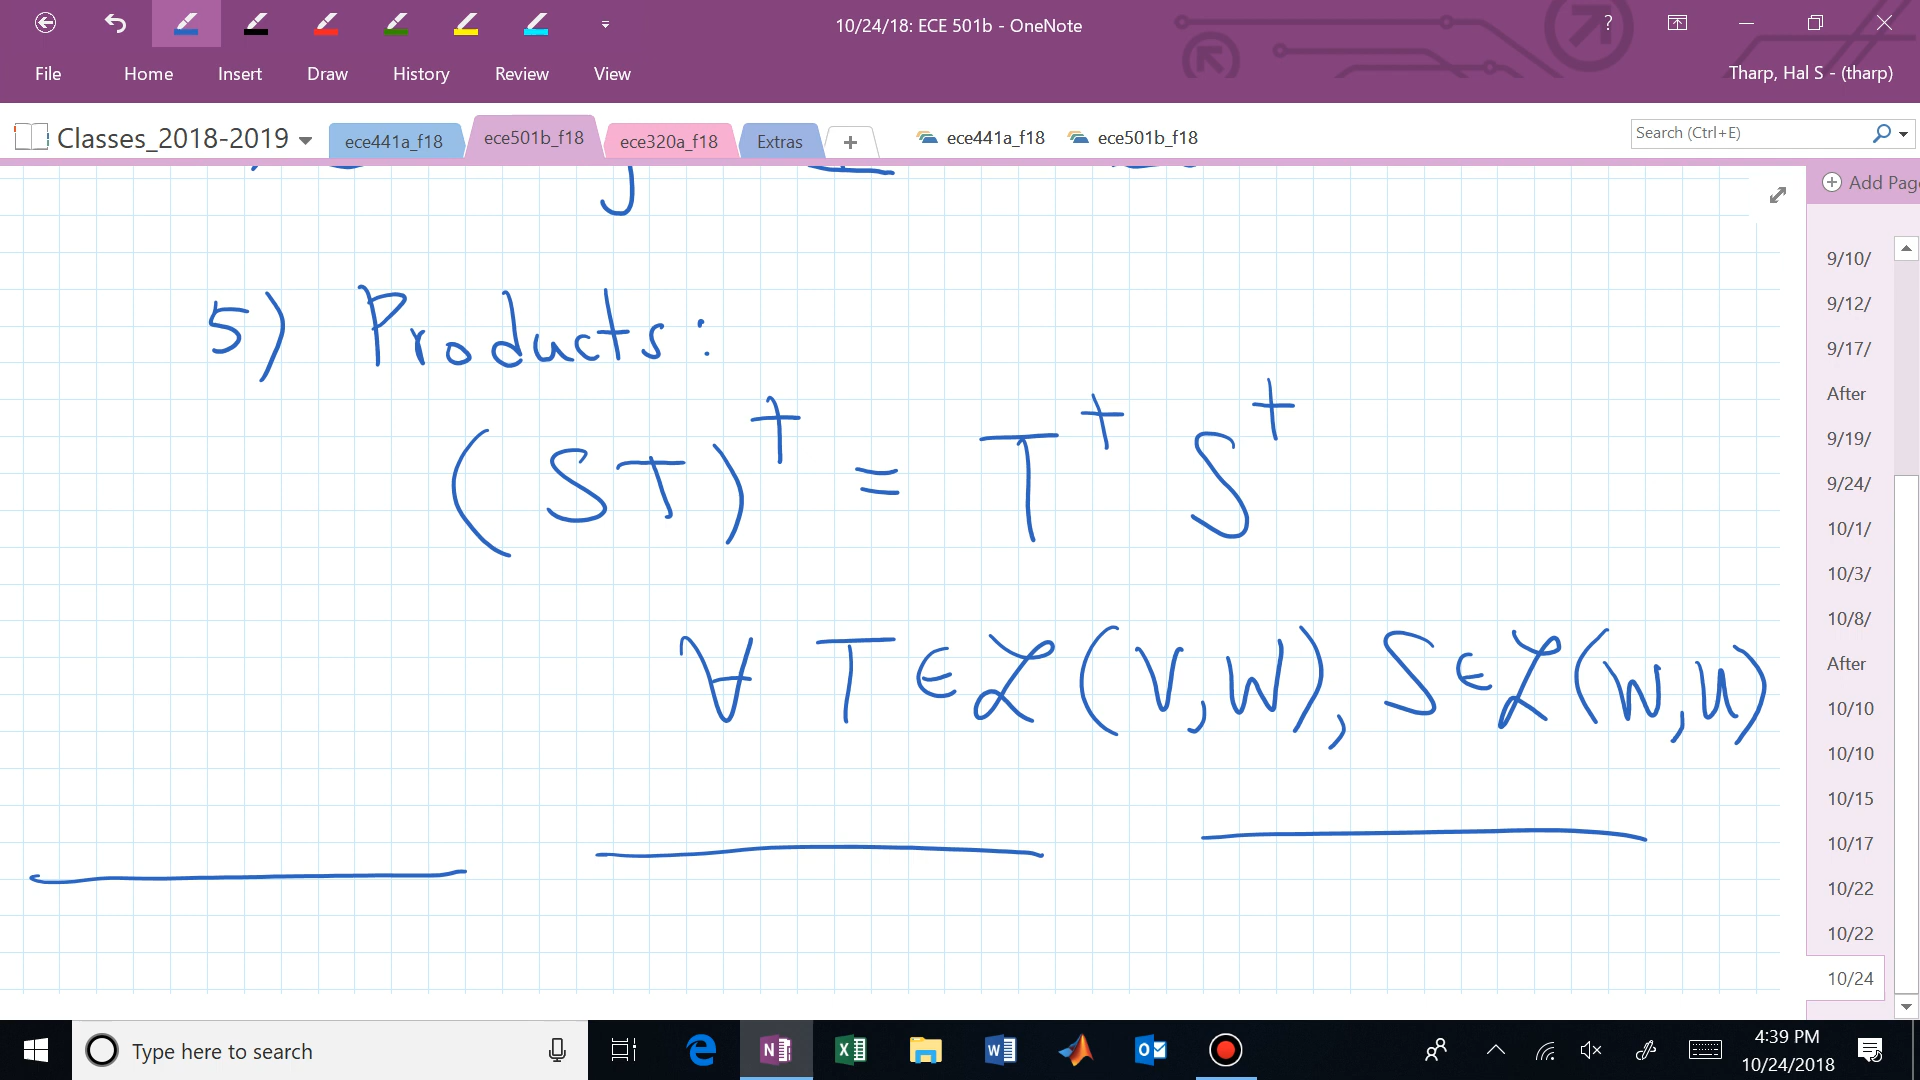 10/24/18: ECE 501b - OneNote
?
File Home Insert Draw History Review View
Tharp, Hal S - (tharp)
Classes_2018-2019
ece441a_f18
ece501b_f18
ece320a_f18
Extras
ece441a_f18
ece501b_f18
Search (Ctrl+E)
Add Pag
5) Products:
(ST)† = T† S†
∀ T∈ℒ(V,W), S∈ℒ(W,U)
9/10/
9/12/
9/17/
After
9/19/
9/24/
10/1/
10/3/
10/8/
After
10/10
10/10
10/15
10/17
10/22
10/22
10/24
Type here to search
4:39 PM
10/24/2018